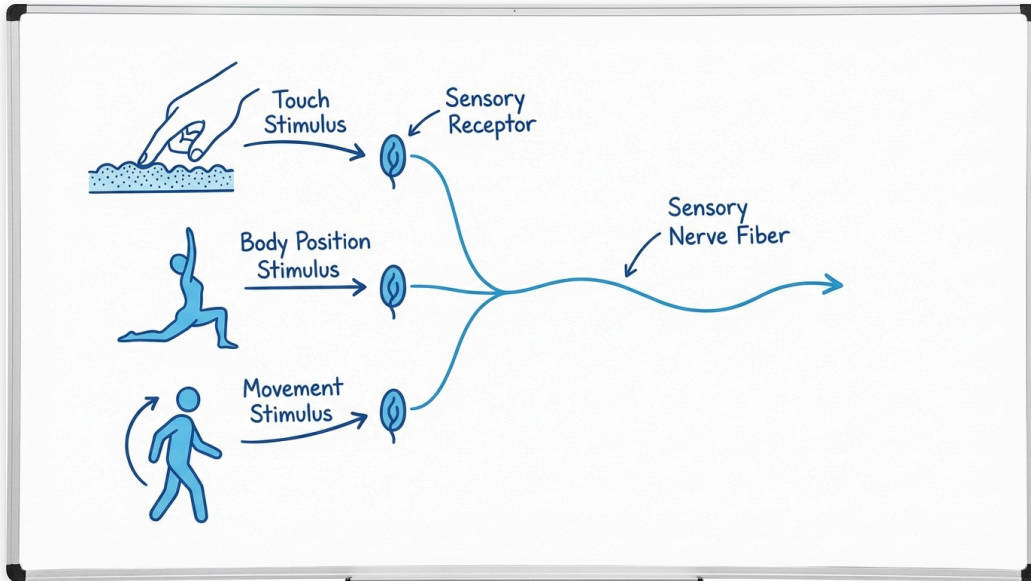 Touch
Stimulus
Sensory
Receptor
Body Position
Stimulus
Sensory
Nerve Fiber
Movement
Stimulus